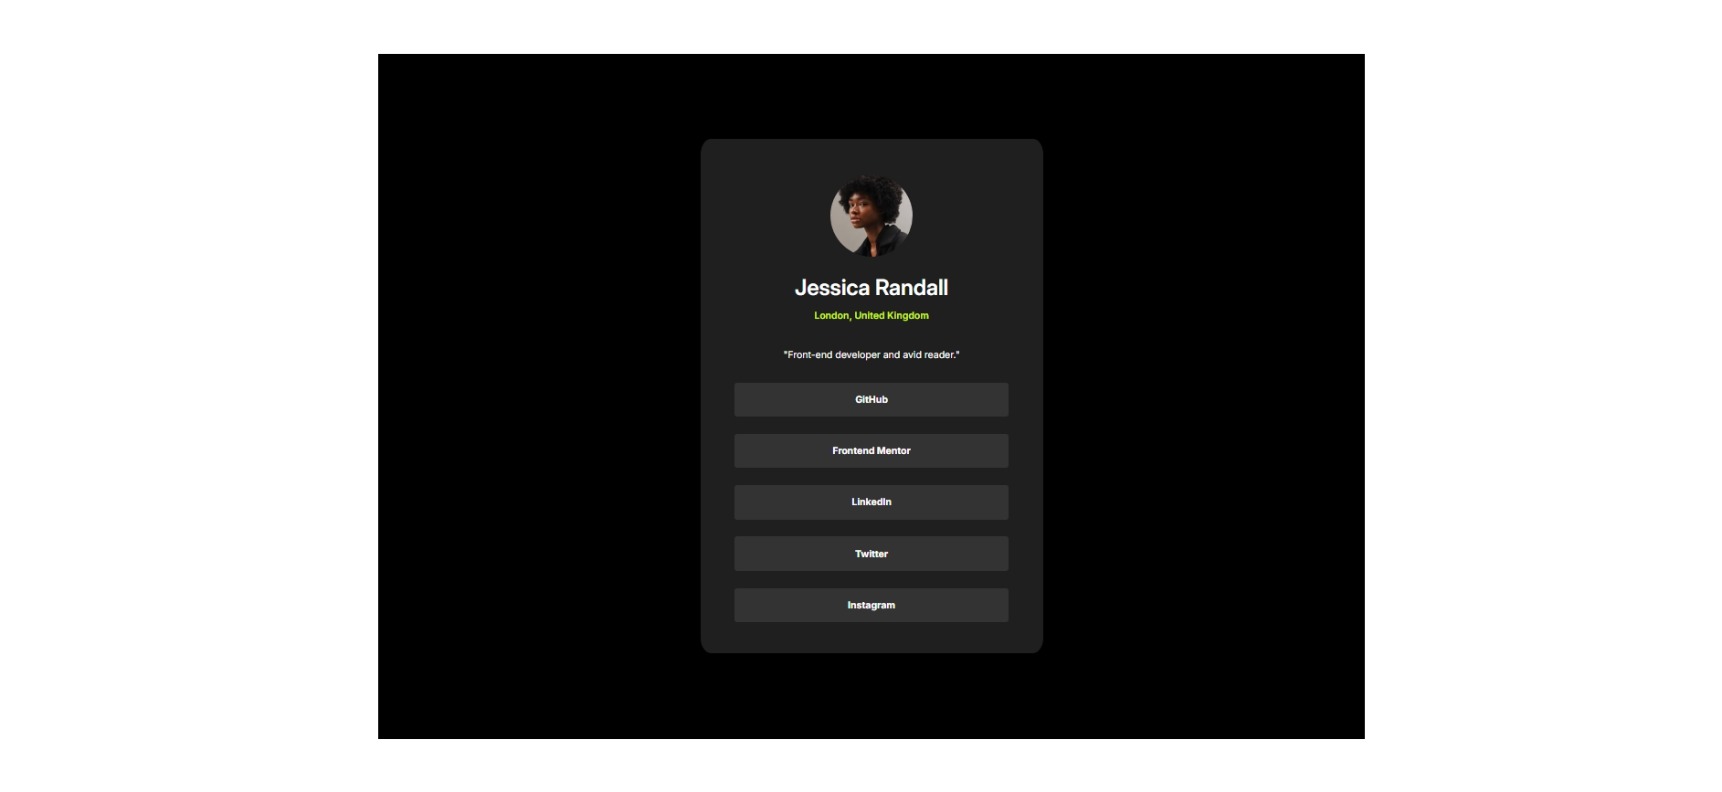 Jessica Randall
London, United Kingdom
"Front-end developer and avid reader."
GitHub
Frontend Mentor
LinkedIn
Twitter
Instagram